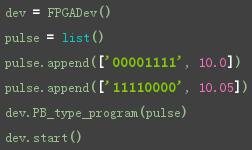 dev = FPGADev()
pulse = list()
pulse.append(['00001111', 10.0])
pulse.append(['11110000', 10.05])
dev.PB_type_program(pulse)
dev.start()